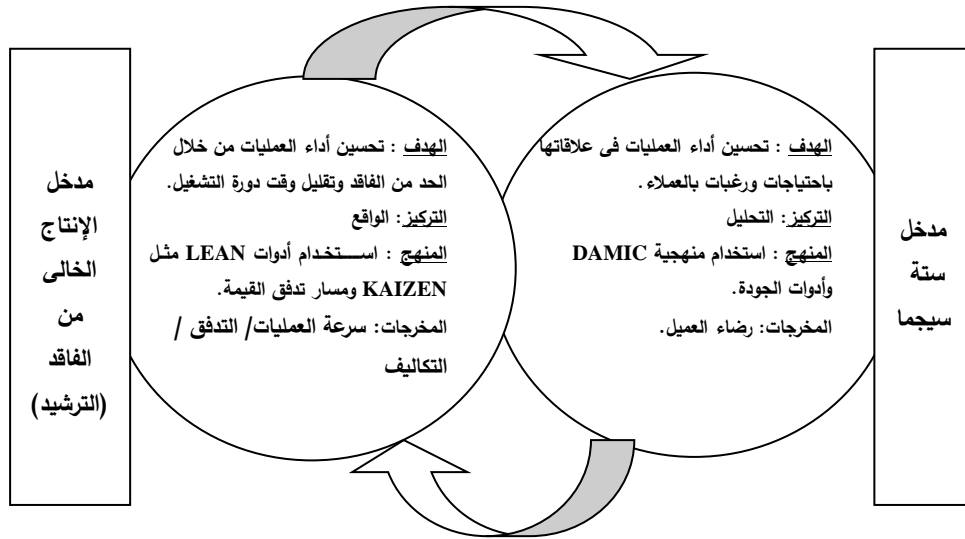 مدخل
ستة
سيجما
الهدف : تحسين أداء العمليات فى علاقاتها
باحتياجات ورغبات بالعملاء.
التركيز: التحليل
المنهج : استخدام منهجية DAMIC
وأدوات الجودة.
المخرجات: رضاء العميل.
الهدف : تحسين أداء العمليات من خلال
الحد من الفاقد وتقليل وقت دورة التشغيل.
التركيز: الواقع
المنهج : استخدام أدوات LEAN مثل
KAIZEN ومسار تدفق القيمة.
المخرجات: سرعة العمليات/ التدفق /
التكاليف
مدخل
الإنتاج
الخالى
من
الفاقد
(الترشيد)